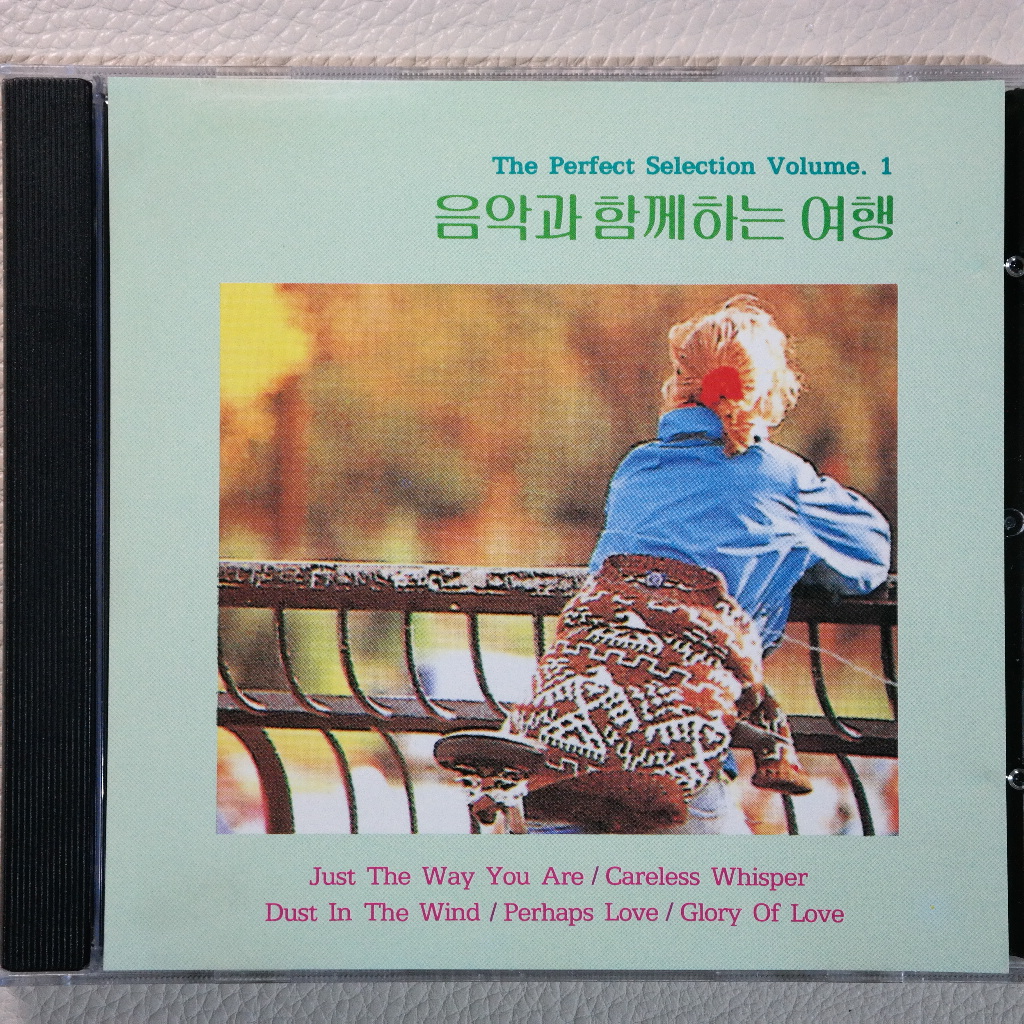 The Perfect Selection Volume. 1
음악과 함께하는 여행
Just The Way You Are / Careless Whisper
Dust In The Wind / Perhaps Love / Glory Of Love